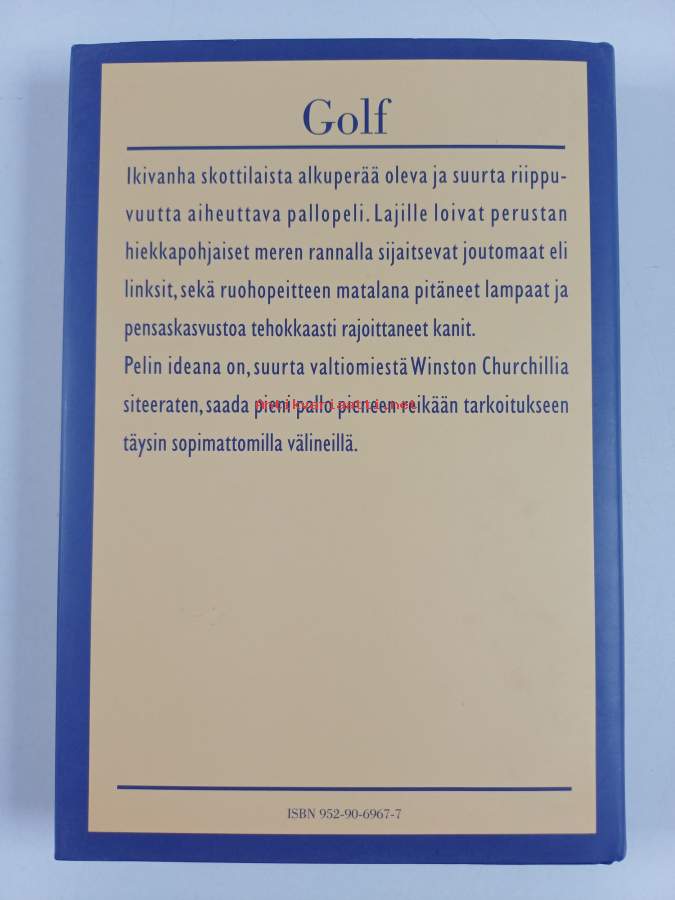 Golf
Ikivanha skottilaista alkuperää oleva ja suurta riippu-
vuutta aiheuttava pallopeli. Lajille loivat perustan
hiekkapohjaiset meren rannalla sijaitsevat joutomaat eli
linksit, sekä ruohopeitteen matalana pitäneet lampaat ja
pensaskasvustoa tehokkaasti rajoittaneet kanit.
Pelin ideana on, suurta valtiomiestä Winston Churchillia
siteeraten, saada pieni pallo pieneen reikään tarkoitukseen
antikvariaatti.net
täysin sopimattomilla välineillä.
ISBN 952-90-6967-7